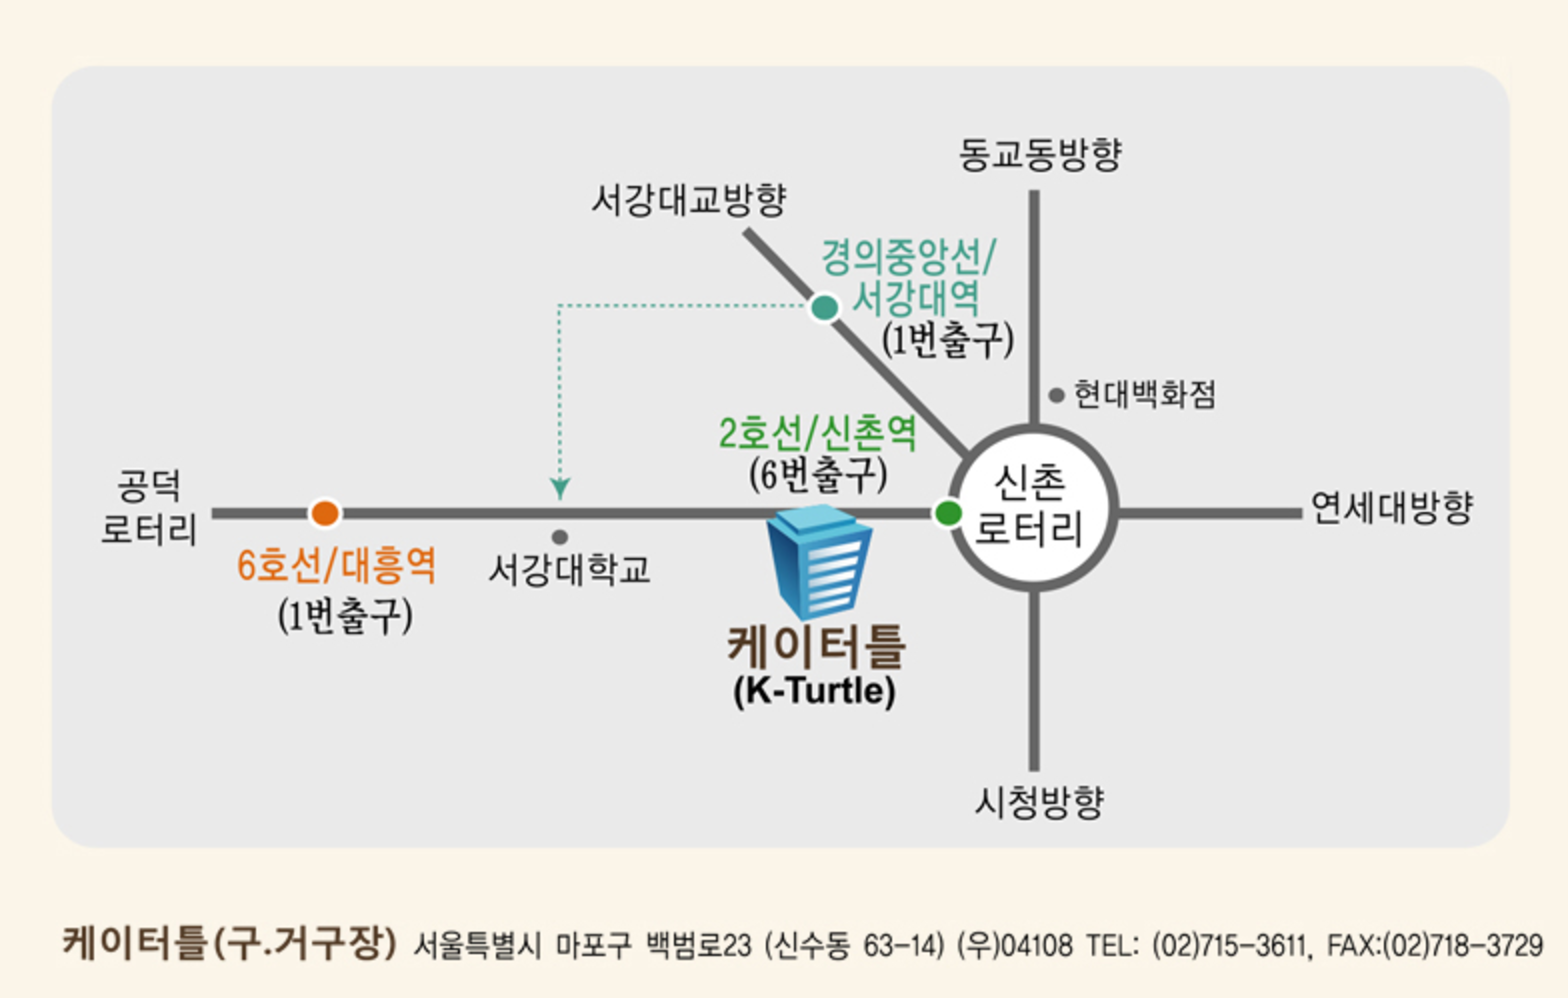 동교동방향
서강대교방향
경의중앙선/
서강대역
(1번출구)
현대백화점
2호선/신촌역
(6번출구)
공덕
로터리
신촌
로터리
연세대방향
6호선/대흥역
(1번출구)
서강대학교
케이터틀
(K-Turtle)
시청방향
케이터틀(구.거구장) 서울특별시 마포구 백범로23 (신수동 63-14) (우)04108 TEL: (02)715-3611, FAX:(02)718-3729